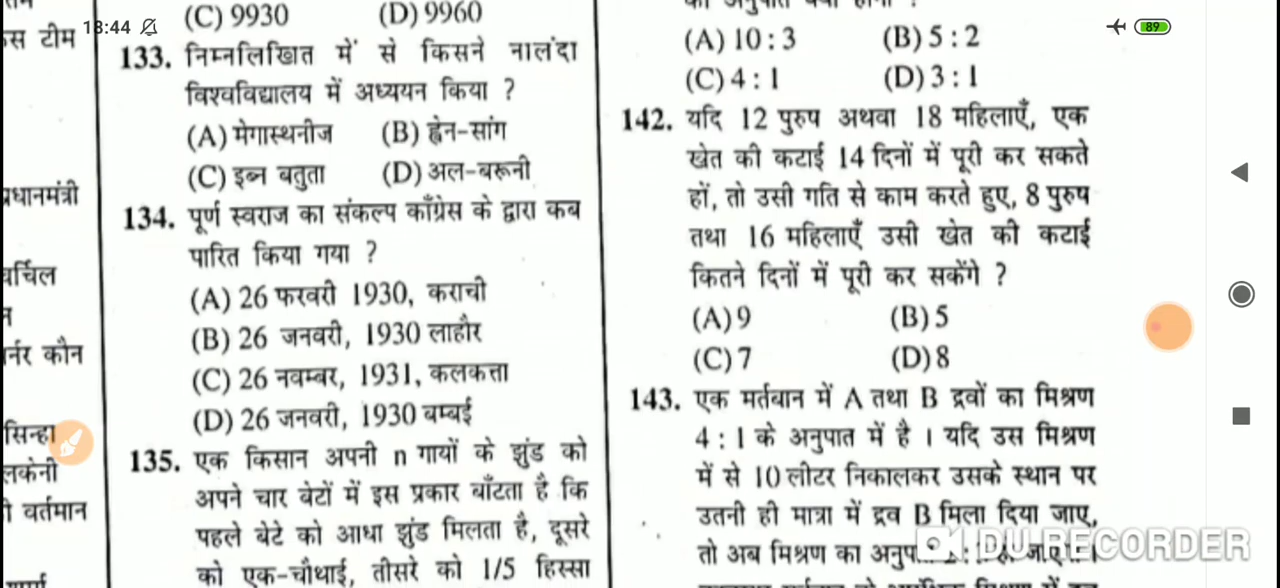 18:44
89
स टीम
प्रधानमंत्री
चर्चिल
र्नर कौन
सिन्हा
लकेनी
ी वर्तमान
(C) 9930 (D) 9960
133. निम्नलिखित में से किसने नालंदा
विश्वविद्यालय में अध्ययन किया ?
(A) मेगास्थनीज (B) ह्वेन-सांग
(C) इब्न बतुता (D) अल-बरूनी
134. पूर्ण स्वराज का संकल्प काँग्रेस के द्वारा कब
पारित किया गया ?
(A) 26 फरवरी 1930, कराची
(B) 26 जनवरी, 1930 लाहौर
(C) 26 नवम्बर, 1931, कलकत्ता
(D) 26 जनवरी, 1930 बम्बई
135. एक किसान अपनी n गायों के झुंड को
अपने चार बेटों में इस प्रकार बाँटता है कि
पहले बेटे को आधा झुंड मिलता है, दूसरे
को एक-चौथाई, तीसरे को 1/5 हिस्सा
(A) 10 : 3 (B) 5 : 2
(C) 4 : 1 (D) 3 : 1
142. यदि 12 पुरुष अथवा 18 महिलाएँ, एक
खेत की कटाई 14 दिनों में पूरी कर सकते
हों, तो उसी गति से काम करते हुए, 8 पुरुष
तथा 16 महिलाएँ उसी खेत की कटाई
कितने दिनों में पूरी कर सकेंगे ?
(A) 9 (B) 5
(C) 7 (D) 8
143. एक मर्तबान में A तथा B द्रवों का मिश्रण
4 : 1 के अनुपात में है । यदि उस मिश्रण
में से 10 लीटर निकालकर उसके स्थान पर
उतनी ही मात्रा में द्रव B मिला दिया जाए,
तो अब मिश्रण का
DU RECORDER